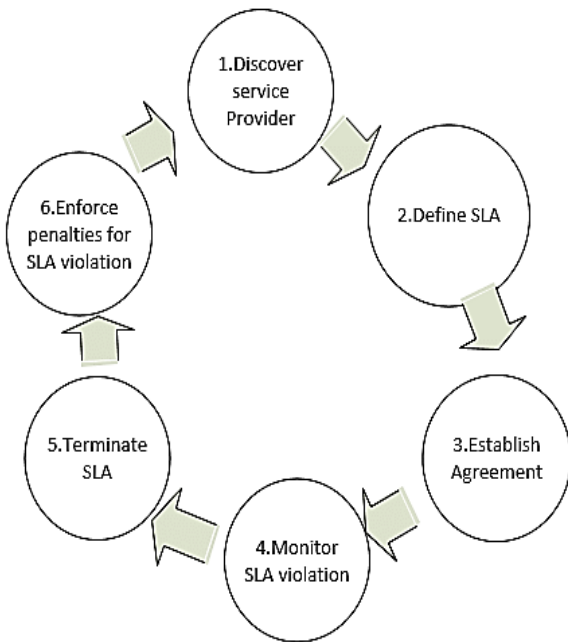 1.Discover
service
Provider
2.Define SLA
3.Establish
Agreement
4.Monitor
SLA violation
5.Terminate
SLA
6.Enforce
penalties for
SLA violation